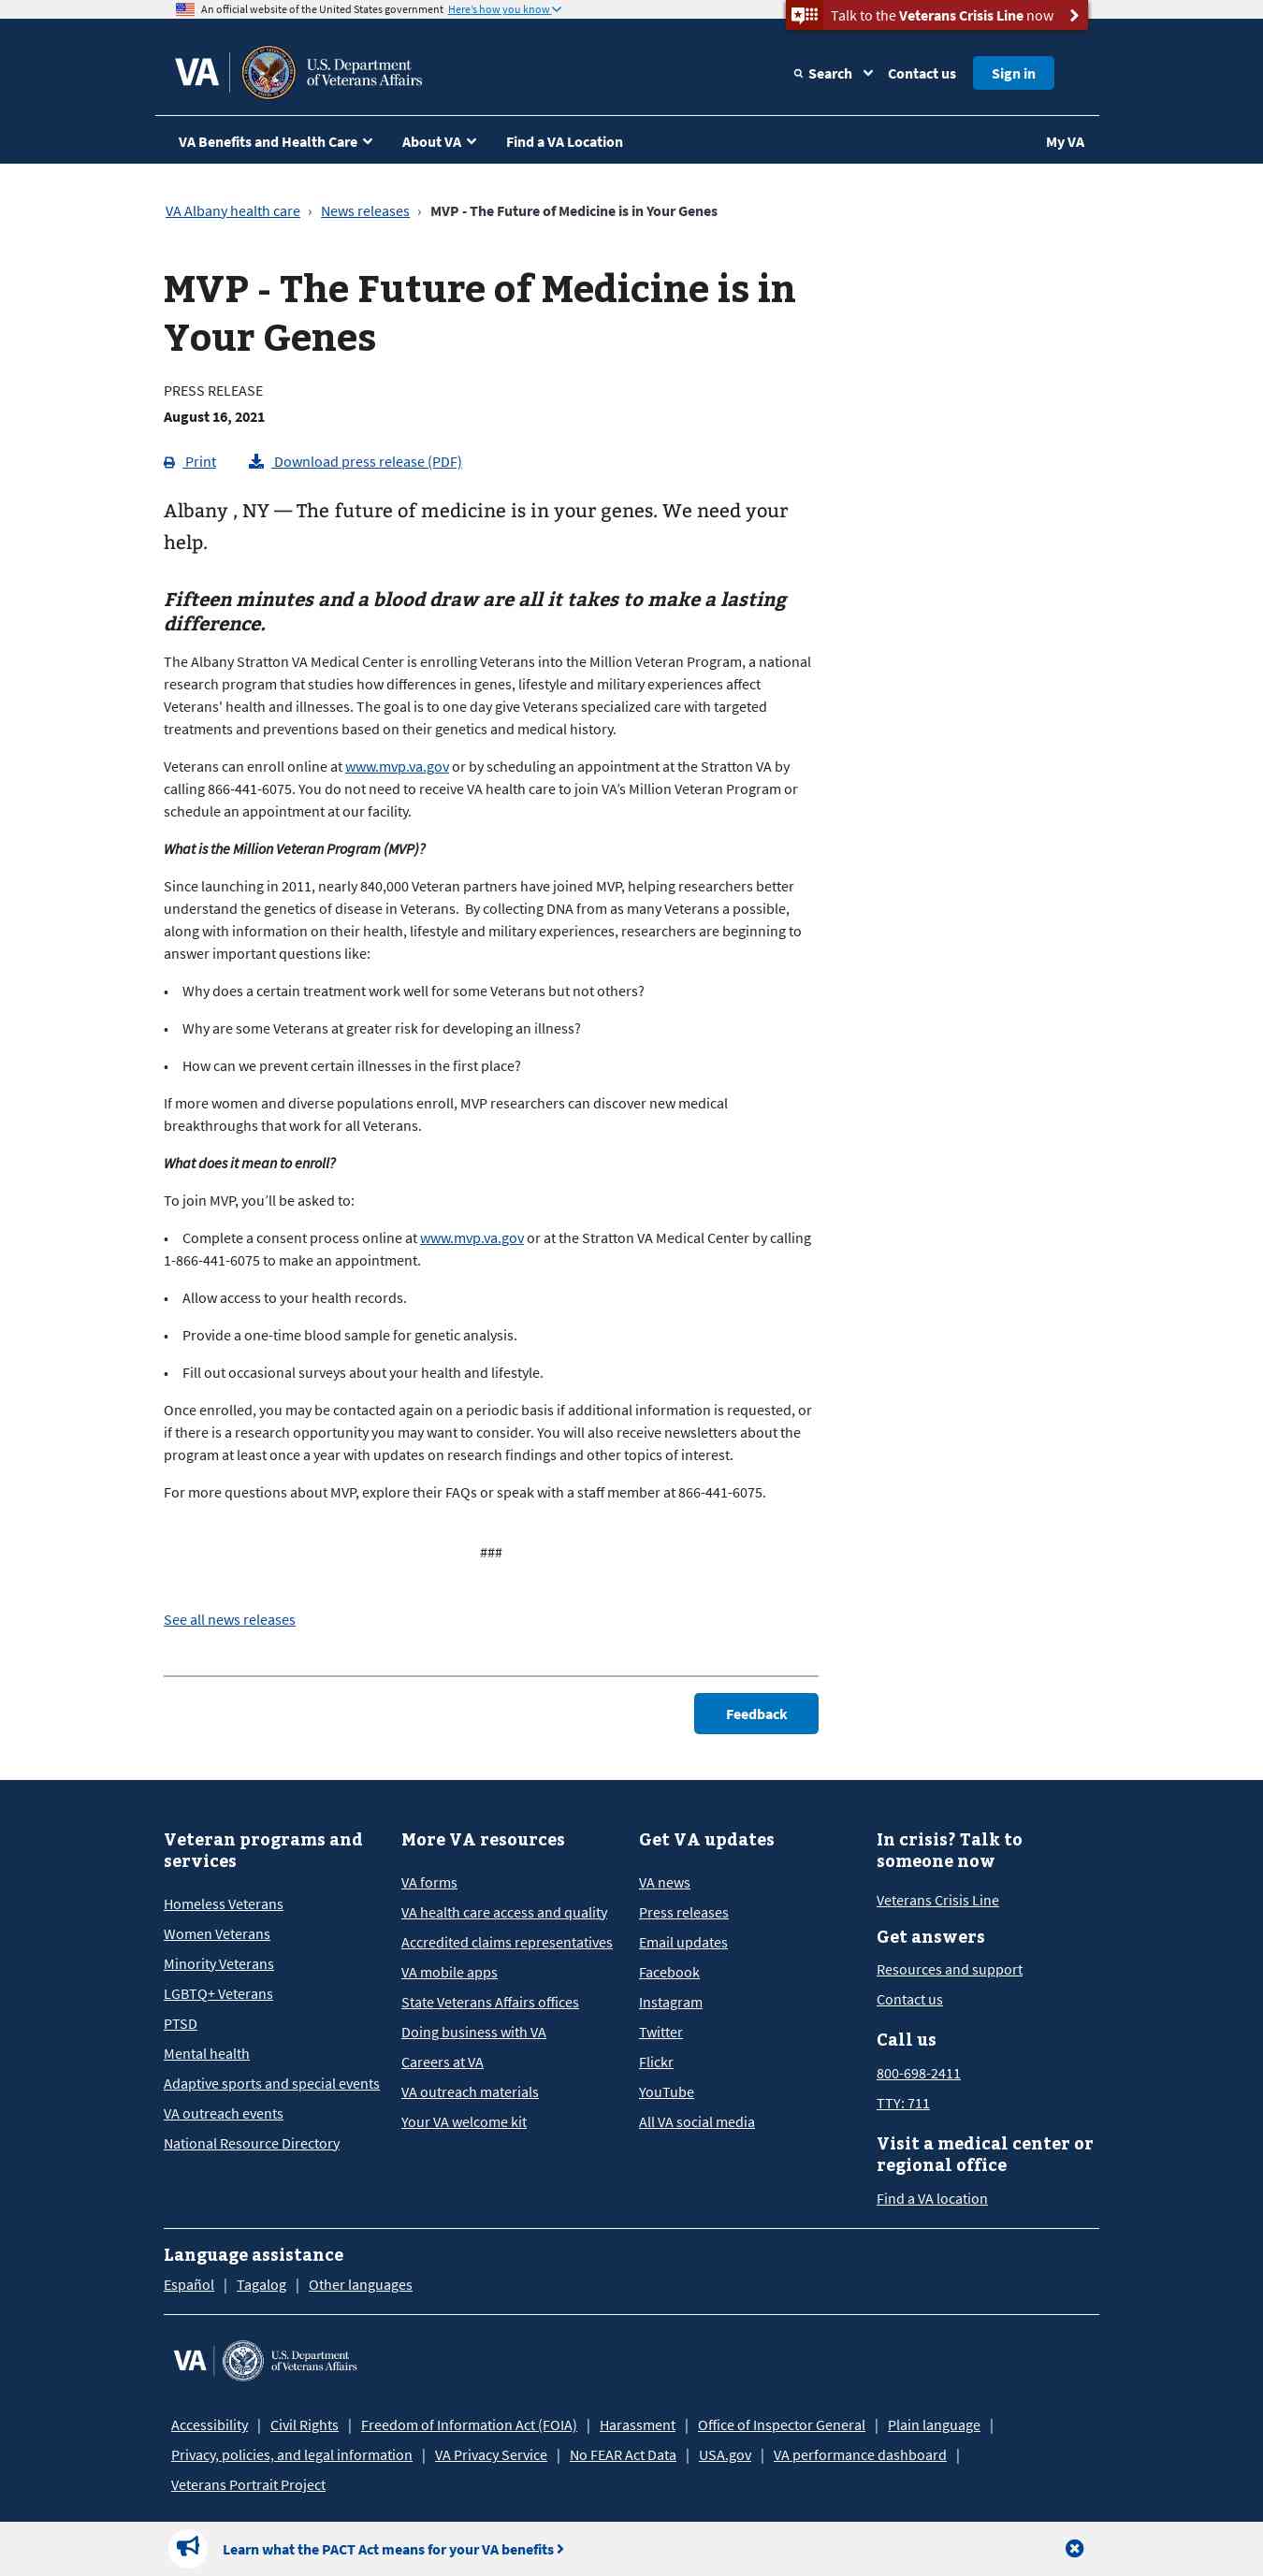 An official website of the United States government Here's how you know
Talk to the Veterans Crisis Line now
VA
U.S. Department
of Veterans Affairs
Search
Contact us
Sign in
VA Benefits and Health Care
About VA
Find a VA Location
My VA
VA Albany health care › News releases › MVP - The Future of Medicine is in Your Genes
MVP - The Future of Medicine is in
Your Genes
PRESS RELEASE
August 16, 2021
Print
Download press release (PDF)
Albany , NY — The future of medicine is in your genes. We need your
help.
Fifteen minutes and a blood draw are all it takes to make a lasting
difference.
The Albany Stratton VA Medical Center is enrolling Veterans into the Million Veteran Program, a national
research program that studies how differences in genes, lifestyle and military experiences affect
Veterans' health and illnesses. The goal is to one day give Veterans specialized care with targeted
treatments and preventions based on their genetics and medical history.
Veterans can enroll online at www.mvp.va.gov or by scheduling an appointment at the Stratton VA by
calling 866-441-6075. You do not need to receive VA health care to join VA’s Million Veteran Program or
schedule an appointment at our facility.
What is the Million Veteran Program (MVP)?
Since launching in 2011, nearly 840,000 Veteran partners have joined MVP, helping researchers better
understand the genetics of disease in Veterans.  By collecting DNA from as many Veterans a possible,
along with information on their health, lifestyle and military experiences, researchers are beginning to
answer important questions like:
• Why does a certain treatment work well for some Veterans but not others?
• Why are some Veterans at greater risk for developing an illness?
• How can we prevent certain illnesses in the first place?
If more women and diverse populations enroll, MVP researchers can discover new medical
breakthroughs that work for all Veterans.
What does it mean to enroll?
To join MVP, you’ll be asked to:
• Complete a consent process online at www.mvp.va.gov or at the Stratton VA Medical Center by calling
1-866-441-6075 to make an appointment.
• Allow access to your health records.
• Provide a one-time blood sample for genetic analysis.
• Fill out occasional surveys about your health and lifestyle.
Once enrolled, you may be contacted again on a periodic basis if additional information is requested, or
if there is a research opportunity you may want to consider. You will also receive newsletters about the
program at least once a year with updates on research findings and other topics of interest.
For more questions about MVP, explore their FAQs or speak with a staff member at 866-441-6075.
###
See all news releases
Feedback
Veteran programs and
services
Homeless Veterans
Women Veterans
Minority Veterans
LGBTQ+ Veterans
PTSD
Mental health
Adaptive sports and special events
VA outreach events
National Resource Directory
More VA resources
VA forms
VA health care access and quality
Accredited claims representatives
VA mobile apps
State Veterans Affairs offices
Doing business with VA
Careers at VA
VA outreach materials
Your VA welcome kit
Get VA updates
VA news
Press releases
Email updates
Facebook
Instagram
Twitter
Flickr
YouTube
All VA social media
In crisis? Talk to
someone now
Veterans Crisis Line
Get answers
Resources and support
Contact us
Call us
800-698-2411
TTY: 711
Visit a medical center or
regional office
Find a VA location
Language assistance
Español | Tagalog | Other languages
VA
U.S. Department
of Veterans Affairs
Accessibility | Civil Rights | Freedom of Information Act (FOIA) | Harassment | Office of Inspector General | Plain language |
Privacy, policies, and legal information | VA Privacy Service | No FEAR Act Data | USA.gov | VA performance dashboard |
Veterans Portrait Project
Learn what the PACT Act means for your VA benefits